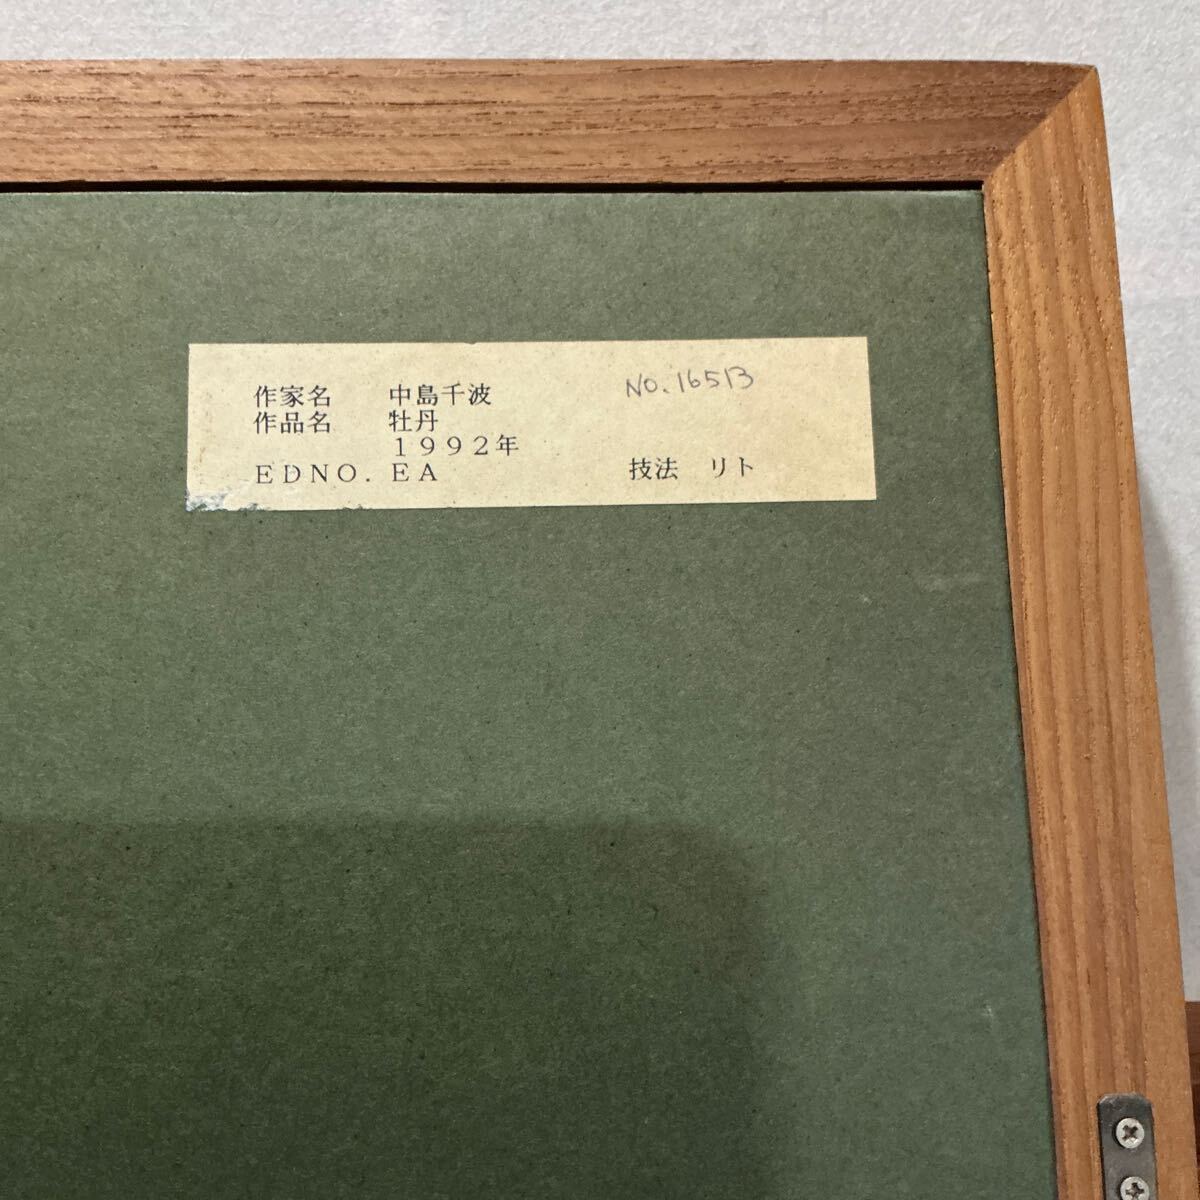 作家名 中島千波 NO. 16513
作品名 牡丹
１９９２年
ＥＤＮＯ．ＥＡ 技法 リト